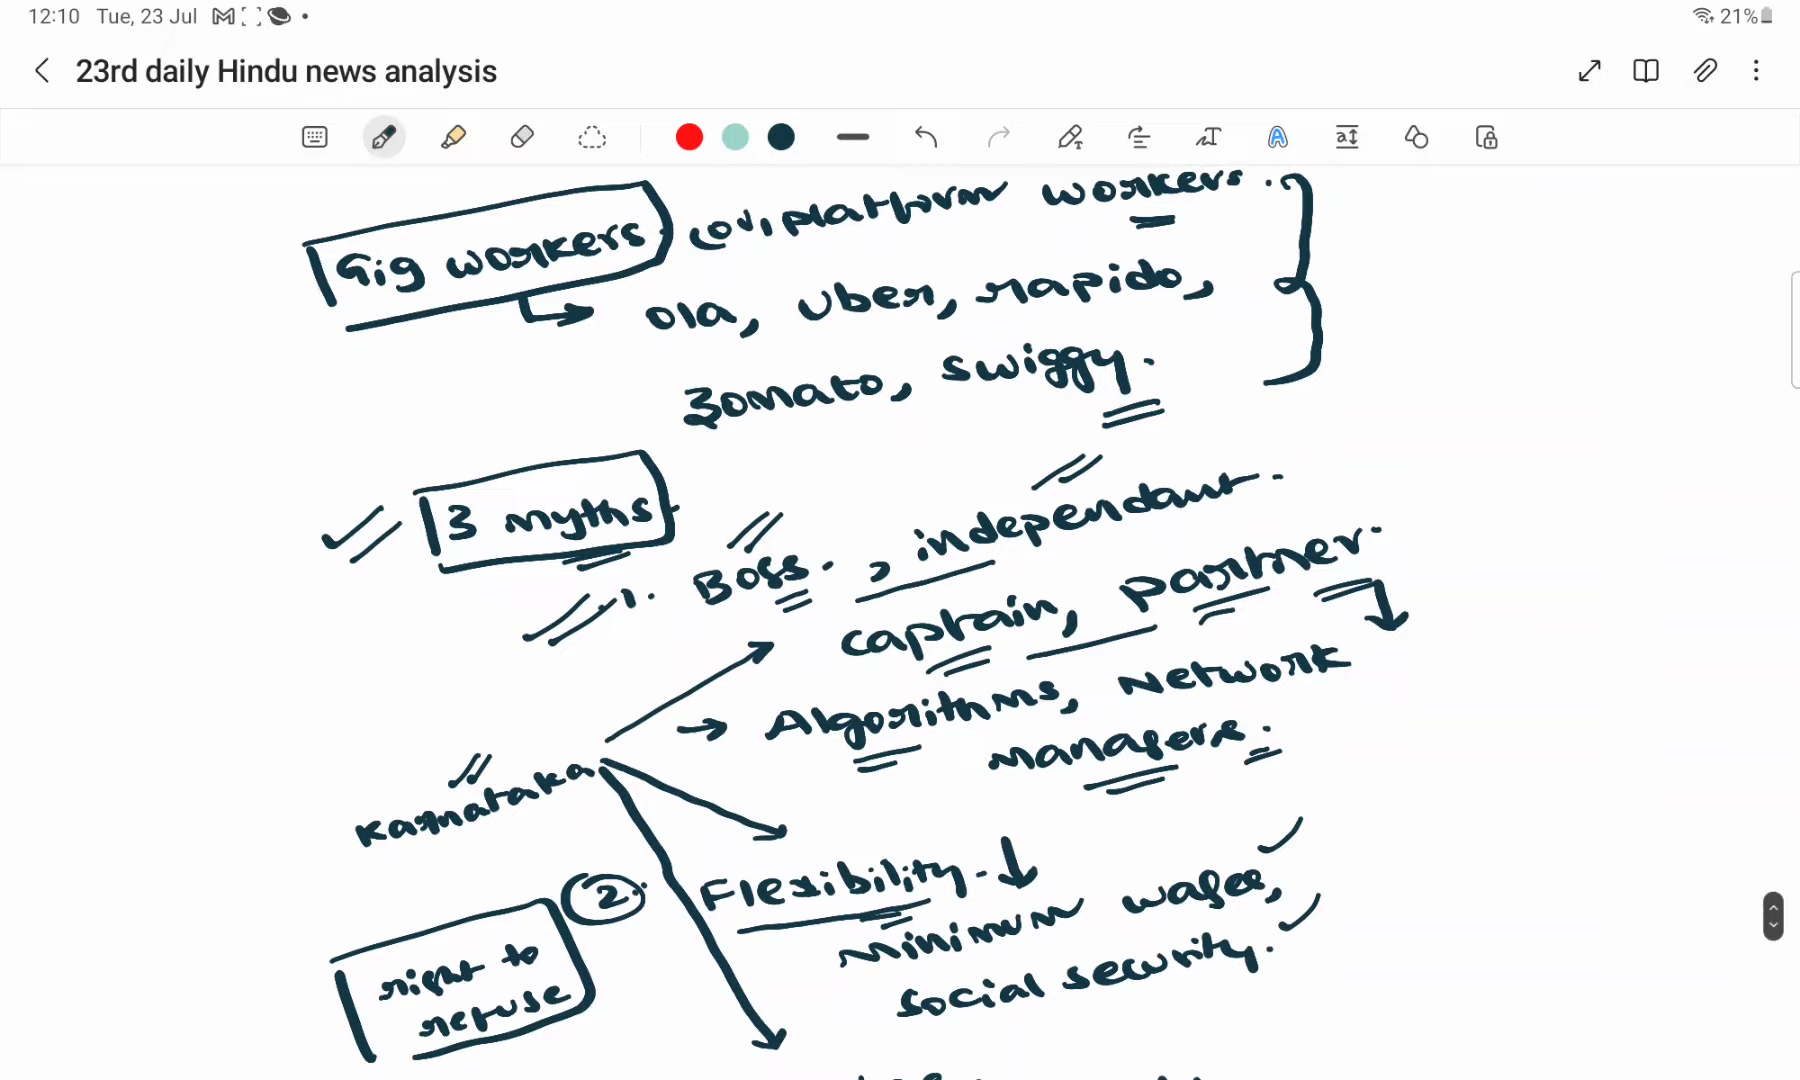 12:10 Tue, 23 Jul
21%
23rd daily Hindu news analysis
Gig workers (or) platform workers.
ola, uber, rapido,
zomato, swiggy.
3 myths
1. Boss. , independant.
captain, partner.
→ Algorithms, Network
managers.
karnataka
2. Flexibility. ↓
minimum wages,
social security.
right to
refuse